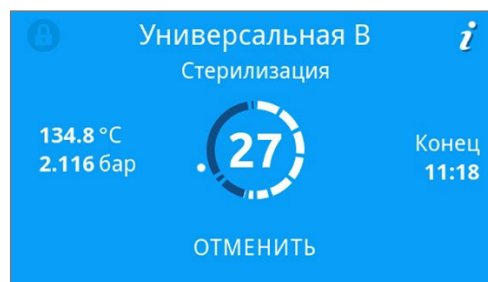 Универсальная В
i
Стерилизация
134.8 °C
2.116 бар
27
Конец
11:18
ОТМЕНИТЬ